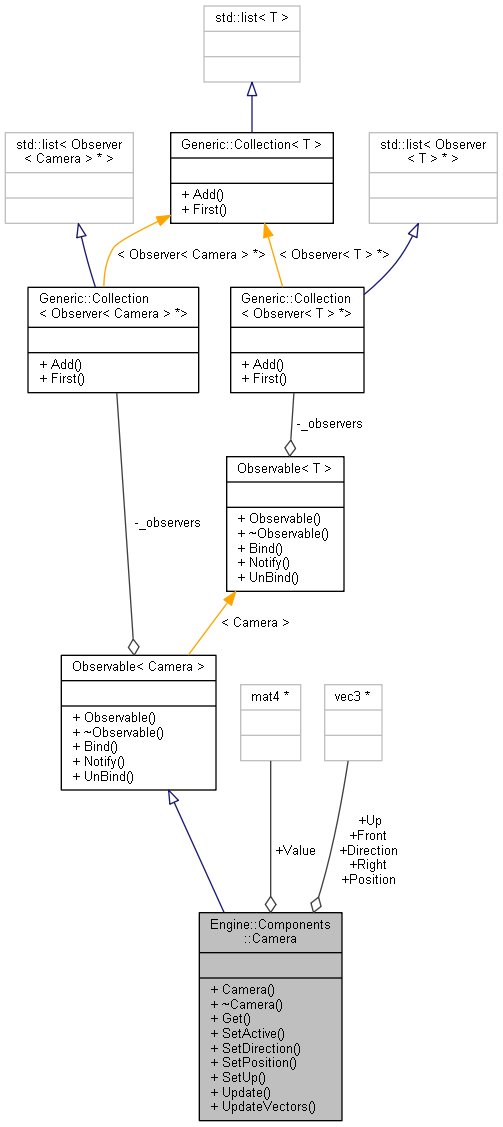 std::list< T >
std::list< Observer
< Camera > * >
Generic::Collection< T >
+ Add()
+ First()
std::list< Observer
< T > * >
< Observer< Camera > *>
< Observer< T > *>
Generic::Collection
< Observer< Camera > *>
+ Add()
+ First()
Generic::Collection
< Observer< T > *>
+ Add()
+ First()
-_observers
Observable< T >
+ Observable()
+ ~Observable()
+ Bind()
+ Notify()
+ UnBind()
-_observers
< Camera >
Observable< Camera >
+ Observable()
+ ~Observable()
+ Bind()
+ Notify()
+ UnBind()
mat4 *
vec3 *
+Value
+Up
+Front
+Direction
+Right
+Position
Engine::Components
::Camera
+ Camera()
+ ~Camera()
+ Get()
+ SetActive()
+ SetDirection()
+ SetPosition()
+ SetUp()
+ Update()
+ UpdateVectors()